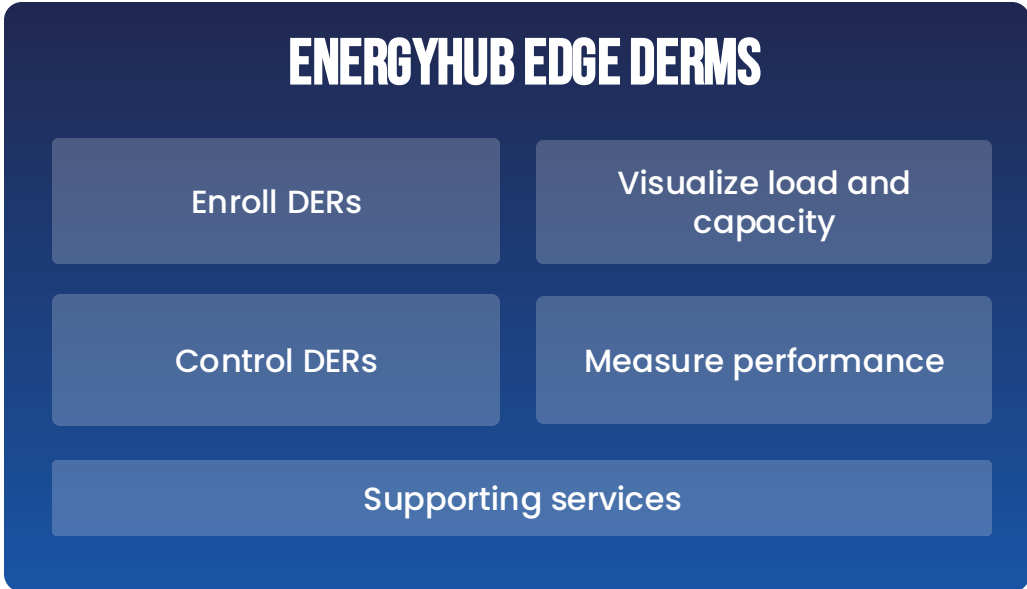 ENERGYHUB EDGE DERMS
Enroll DERs
Visualize load and
capacity
Control DERs
Measure performance
Supporting services